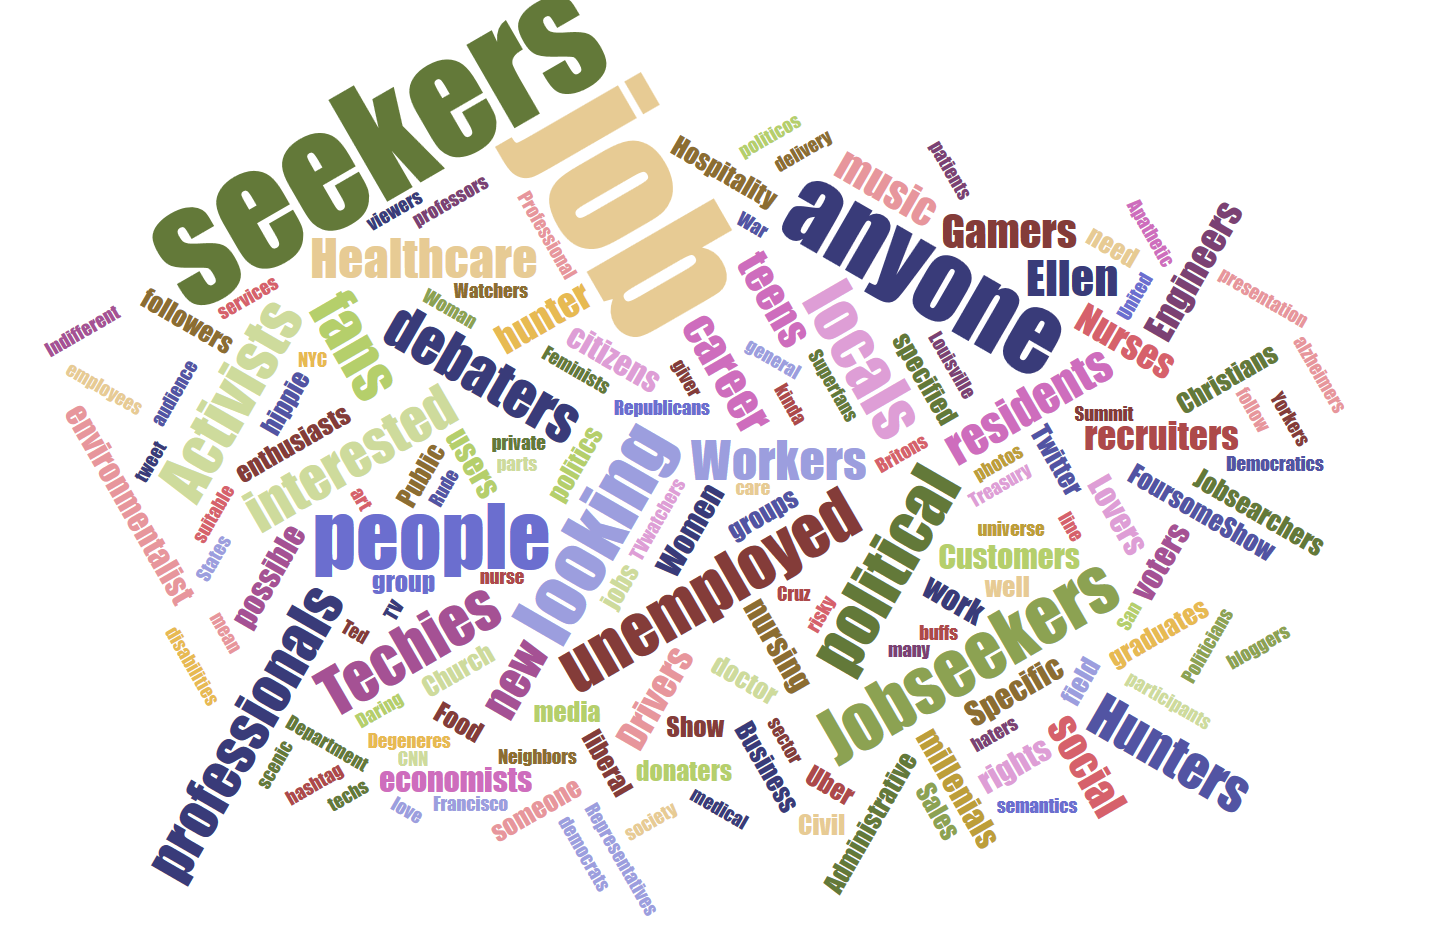 seekers
Job
politicos
delivery
Hospitality
music
patients
viewers
professors
Professional
War
anyone
Gamers
need
Apathetic
Engineers
Healthcare
Watchers
teens
Ellen
United
presentation
services
followers
Indifferent
fans
Woman
hunter
debaters
citizens
career
general
locals
Superfans
specified
Louisville
Nurses
alzheimers
Activists
NYC
hippie
employees
audience
Feminists
giver
kinda
Republicans
residents
Christians
follow
Yorkers
Summit
recruiters
Democratics
environmentalist
tweet
enthusiasts
interested
Public
Rude
users
private
parts
politics
looking
Workers
care
Britons
photos
Treasury
Twitter
Lovers
FoursomeShow
Jobsearchers
suitable
art
States
possible
people
group
nurse
TVwatchers
jobs
Women
groups
unemployed
political
universe
line
Customers
well
voters
mean
disabilities
professionals
TV
Ted
Techies
Church
new
nursing
Cruz
risky
work
buffs
many
Jobseekers
San
graduates
Politicians
bloggers
Daring
Food
media
Drivers
doctor
Show
Specific
field
participants
Department
Degeneres
CNN
Neighbors
liberal
donaters
Business
sector
Uber
haters
rights
social
Hunters
scenic
hashtag
techs
economists
love
Francisco
someone
society
medical
Civil
Administrative
millenials
Sales
semantics
democrats
Representatives